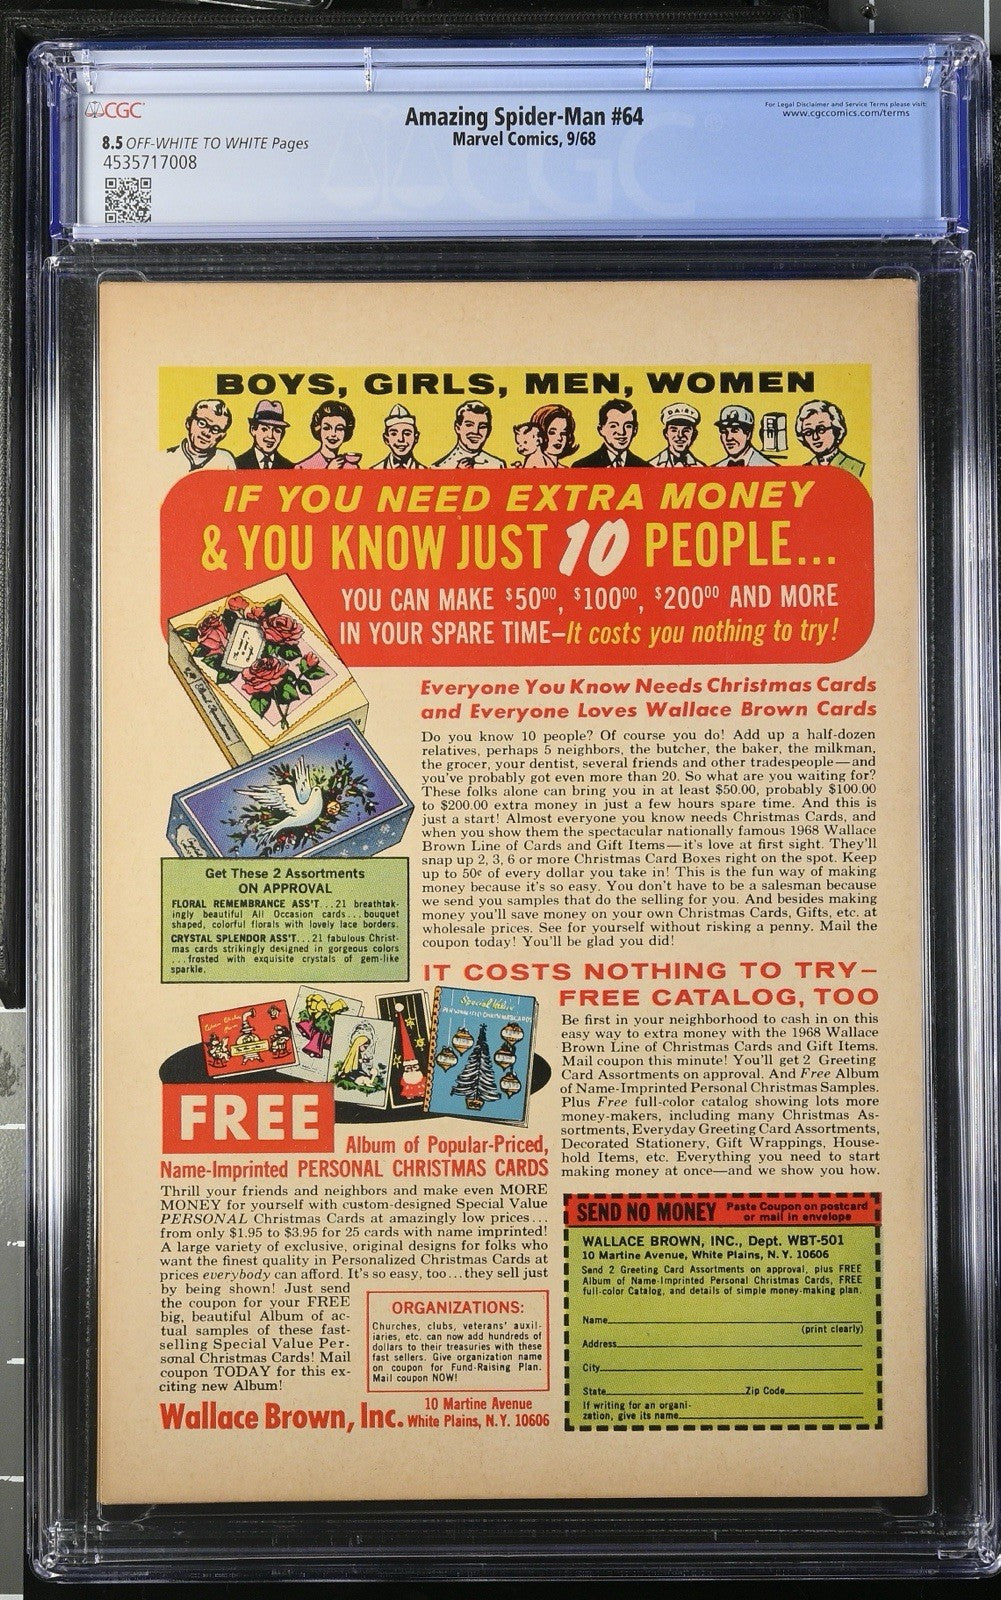 CGC
Amazing Spider-Man #64
Marvel Comics, 9/68
For Legal Disclaimer and Service Terms please visit:
www.cgccomics.com/terms
8.5 OFF-WHITE TO WHITE Pages
4535717008
CGC
BOYS, GIRLS, MEN, WOMEN
DAIRY
IF YOU NEED EXTRA MONEY
& YOU KNOW JUST 10 PEOPLE...
YOU CAN MAKE $50⁰⁰, $100⁰⁰, $200⁰⁰ AND MORE
IN YOUR SPARE TIME—It costs you nothing to try!
Everyone You Know Needs Christmas Cards
and Everyone Loves Wallace Brown Cards
Do you know 10 people? Of course you do! Add up a half-dozen
relatives, perhaps 5 neighbors, the butcher, the baker, the milkman,
the grocer, your dentist, several friends and other tradespeople—and
you've probably got even more than 20. So what are you waiting for?
These folks alone can bring you in at least $50.00, probably $100.00
to $200.00 extra money in just a few hours spare time. And this is
just a start! Almost everyone you know needs Christmas Cards, and
when you show them the spectacular nationally famous 1968 Wallace
Brown Line of Cards and Gift Items—it's love at first sight. They'll
snap up 2, 3, 6 or more Christmas Card Boxes right on the spot. Keep
up to 50¢ of every dollar you take in! This is the fun way of making
money because it's so easy. You don't have to be a salesman because
we send you samples that do the selling for you. And besides making
money you'll save money on your own Christmas Cards, Gifts, etc. at
wholesale prices. See for yourself without risking a penny. Mail the
coupon today! You'll be glad you did!
Get These 2 Assortments
ON APPROVAL
FLORAL REMEMBRANCE ASS'T...21 breathtak-
ingly beautiful All Occasion cards...bouquet
shaped, colorful florals with lovely lace borders.
CRYSTAL SPLENDOR ASS'T...21 fabulous Christ-
mas cards strikingly designed in gorgeous colors
...frosted with exquisite crystals of gem-like
sparkle.
IT COSTS NOTHING TO TRY—
FREE CATALOG, TOO
Be first in your neighborhood to cash in on this
easy way to extra money with the 1968 Wallace
Brown Line of Christmas Cards and Gift Items.
Mail coupon this minute! You'll get 2 Greeting
Card Assortments on approval. And Free Album
of Name-Imprinted Personal Christmas Samples.
Plus Free full-color catalog showing lots more
money-makers, including many Christmas As-
sortments, Everyday Greeting Card Assortments,
Decorated Stationery, Gift Wrappings, House-
hold Items, etc. Everything you need to start
making money at once—and we show you how.
Special Value
PERSONALIZED CHRISTMAS CARDS
FREE
Album of Popular-Priced,
Name-Imprinted PERSONAL CHRISTMAS CARDS
Thrill your friends and neighbors and make even MORE
MONEY for yourself with custom-designed Special Value
PERSONAL Christmas Cards at amazingly low prices...
from only $1.95 to $3.95 for 25 cards with name imprinted!
A large variety of exclusive, original designs for folks who
want the finest quality in Personalized Christmas Cards at
prices everybody can afford. It's so easy, too...they sell just
by being shown! Just send
the coupon for your FREE
big, beautiful Album of ac-
tual samples of these fast-
selling Special Value Per-
sonal Christmas Cards! Mail
coupon TODAY for this ex-
citing new Album!
ORGANIZATIONS:
Churches, clubs, veterans' auxil-
iaries, etc. can now add hundreds of
dollars to their treasuries with these
fast sellers. Give organization name
on coupon for Fund-Raising Plan.
Mail coupon NOW!
Wallace Brown, Inc. 10 Martine Avenue
White Plains, N.Y. 10606
SEND NO MONEY Paste Coupon on postcard
or mail in envelope
WALLACE BROWN, INC., Dept. WBT-501
10 Martine Avenue, White Plains, N. Y. 10606
Send 2 Greeting Card Assortments on approval, plus FREE
Album of Name-Imprinted Personal Christmas Cards, FREE
full-color Catalog, and details of simple money-making plan.
Name
(print clearly)
Address
City
State Zip Code
If writing for an organi-
zation, give its name